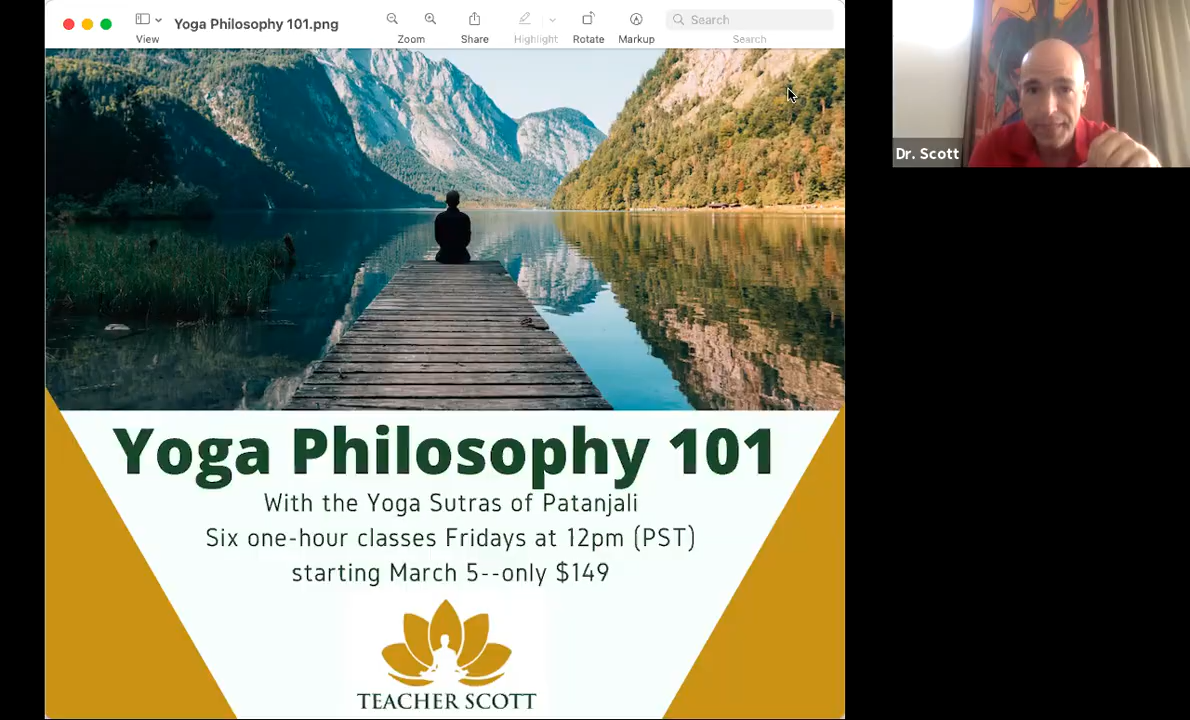 Yoga Philosophy 101.png
View
Zoom
Share
Highlight
Rotate
Markup
Search
Search
Dr. Scott
Yoga Philosophy 101
With the Yoga Sutras of Patanjali
Six one-hour classes Fridays at 12pm (PST)
starting March 5--only $149
TEACHER SCOTT